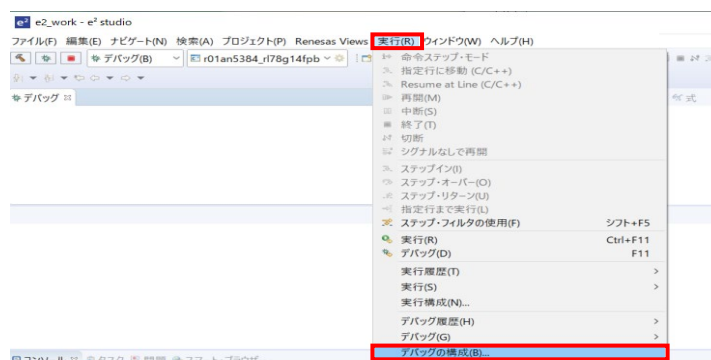 e2_work - e² studio
ファイル(F) 編集(E) ナビゲート(N) 検索(A) プロジェクト(P) Renesas Views 実行(R) ウィンドウ(W) ヘルプ(H)
デバッグ(B) r01an5384_rl78g14fpb
デバッグ
式
命令ステップ・モード
指定行に移動 (C/C++)
Resume at Line (C/C++)
再開(M)
中断(S)
終了(T)
切断
シグナルなしで再開
ステップイン(I)
ステップ・オーバー(O)
ステップ・リターン(U)
指定行まで実行(L)
ステップ・フィルタの使用(F) シフト+F5
実行(R) Ctrl+F11
デバッグ(D) F11
実行履歴(T)
実行(S)
実行構成(N)...
デバッグ履歴(H)
デバッグ(G)
デバッグの構成(B)...